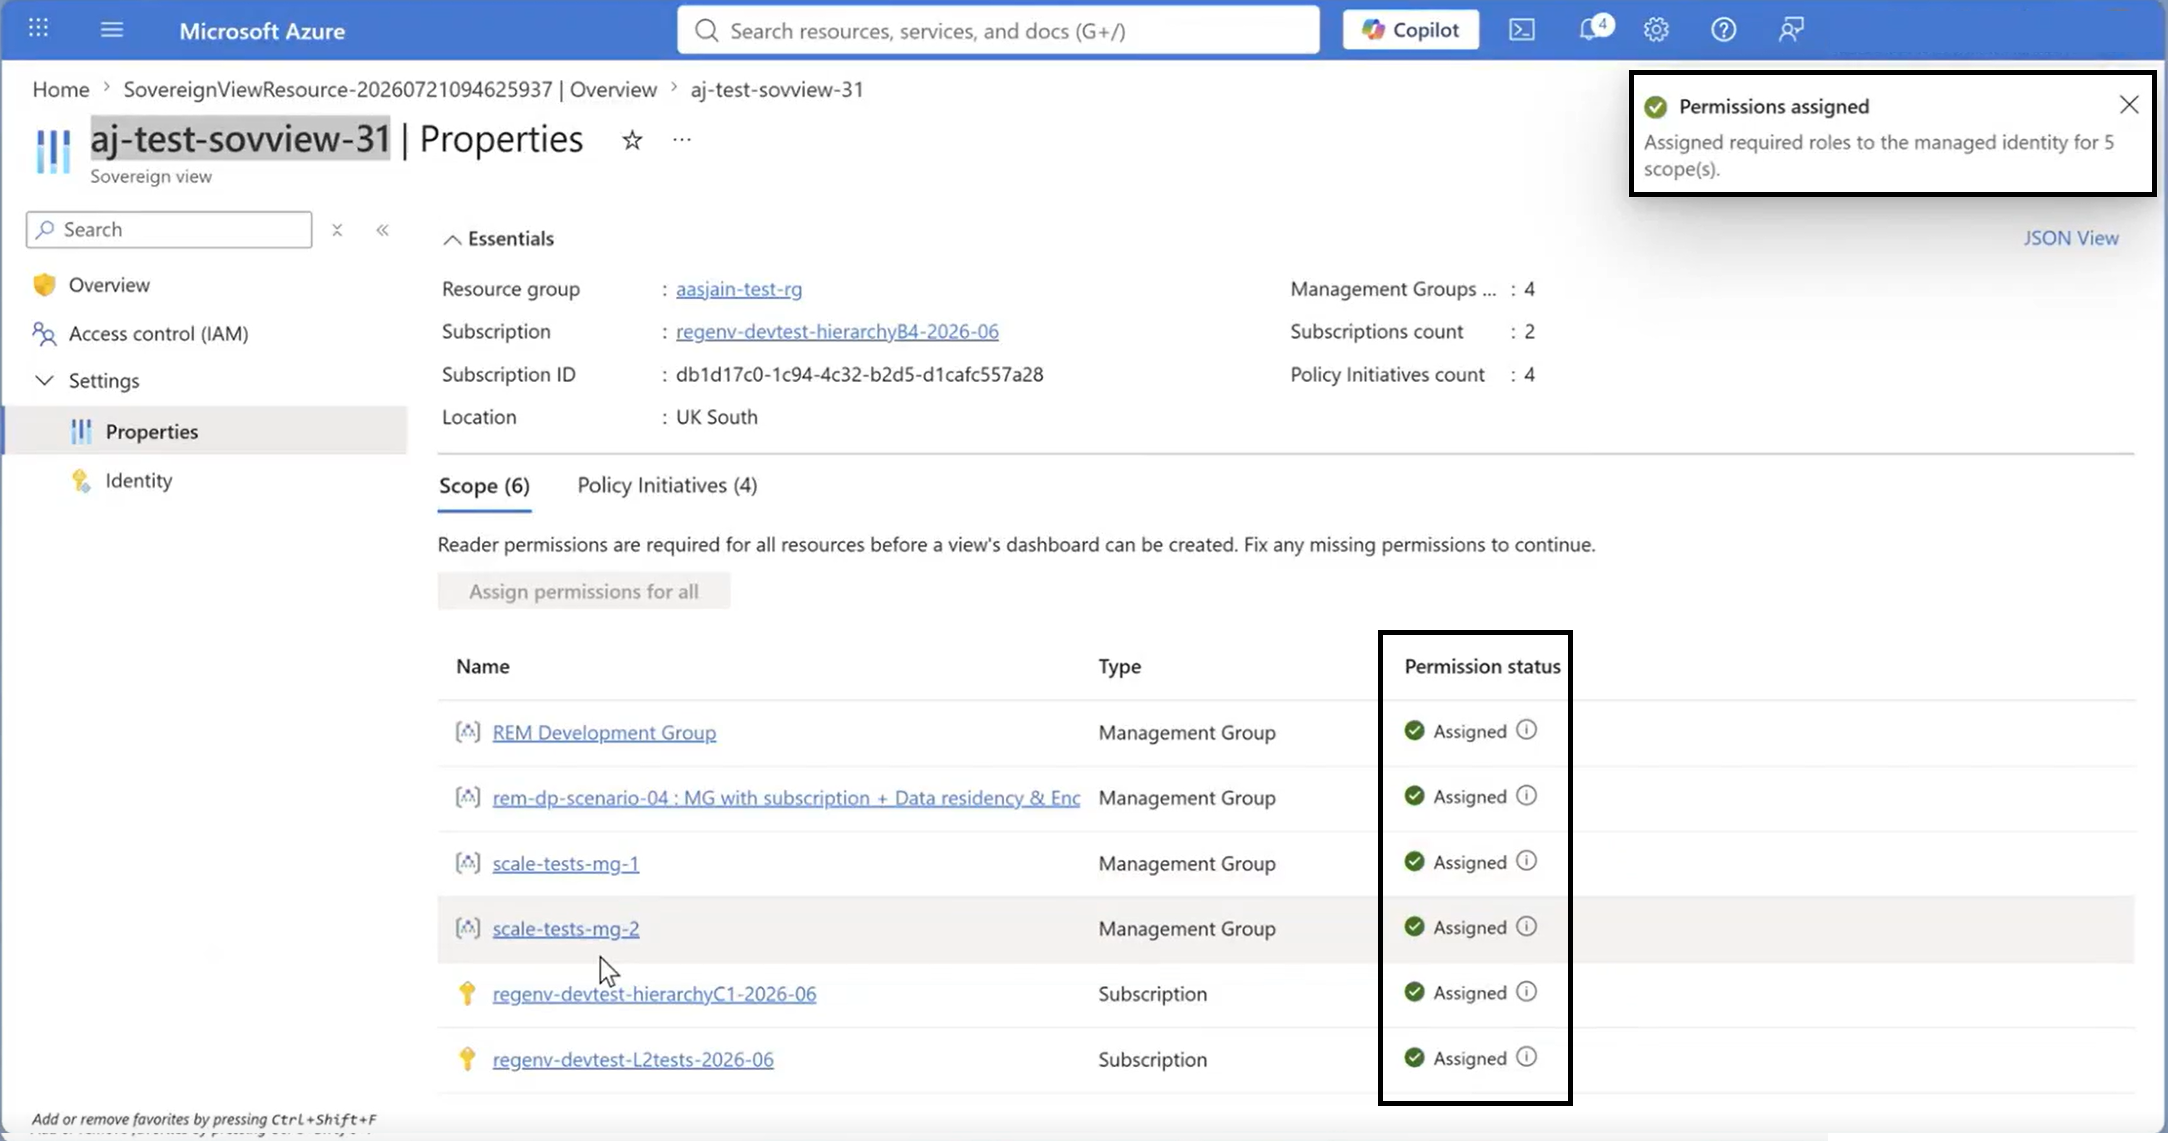 Microsoft Azure
Search resources, services, and docs (G+/)
Copilot
4
Home > SovereignViewResource-20260721094625937 | Overview > aj-test-sovview-31
aj-test-sovview-31 | Properties
Sovereign view
Permissions assigned
Assigned required roles to the managed identity for 5
scope(s).
Search
Overview
Access control (IAM)
Settings
Properties
Identity
Essentials
JSON View
Resource group : aasjain-test-rg
Management Groups ... : 4
Subscription : regenv-devtest-hierarchyB4-2026-06
Subscriptions count : 2
Subscription ID : db1d17c0-1c94-4c32-b2d5-d1cafc557a28
Policy Initiatives count : 4
Location : UK South
Scope (6) Policy Initiatives (4)
Reader permissions are required for all resources before a view's dashboard can be created. Fix any missing permissions to continue.
Assign permissions for all
Name Type Permission status
REM Development Group Management Group Assigned
rem-dp-scenario-04 : MG with subscription + Data residency & Enc Management Group Assigned
scale-tests-mg-1 Management Group Assigned
scale-tests-mg-2 Management Group Assigned
regenv-devtest-hierarchyC1-2026-06 Subscription Assigned
regenv-devtest-L2tests-2026-06 Subscription Assigned
Add or remove favorites by pressing Ctrl+Shift+F